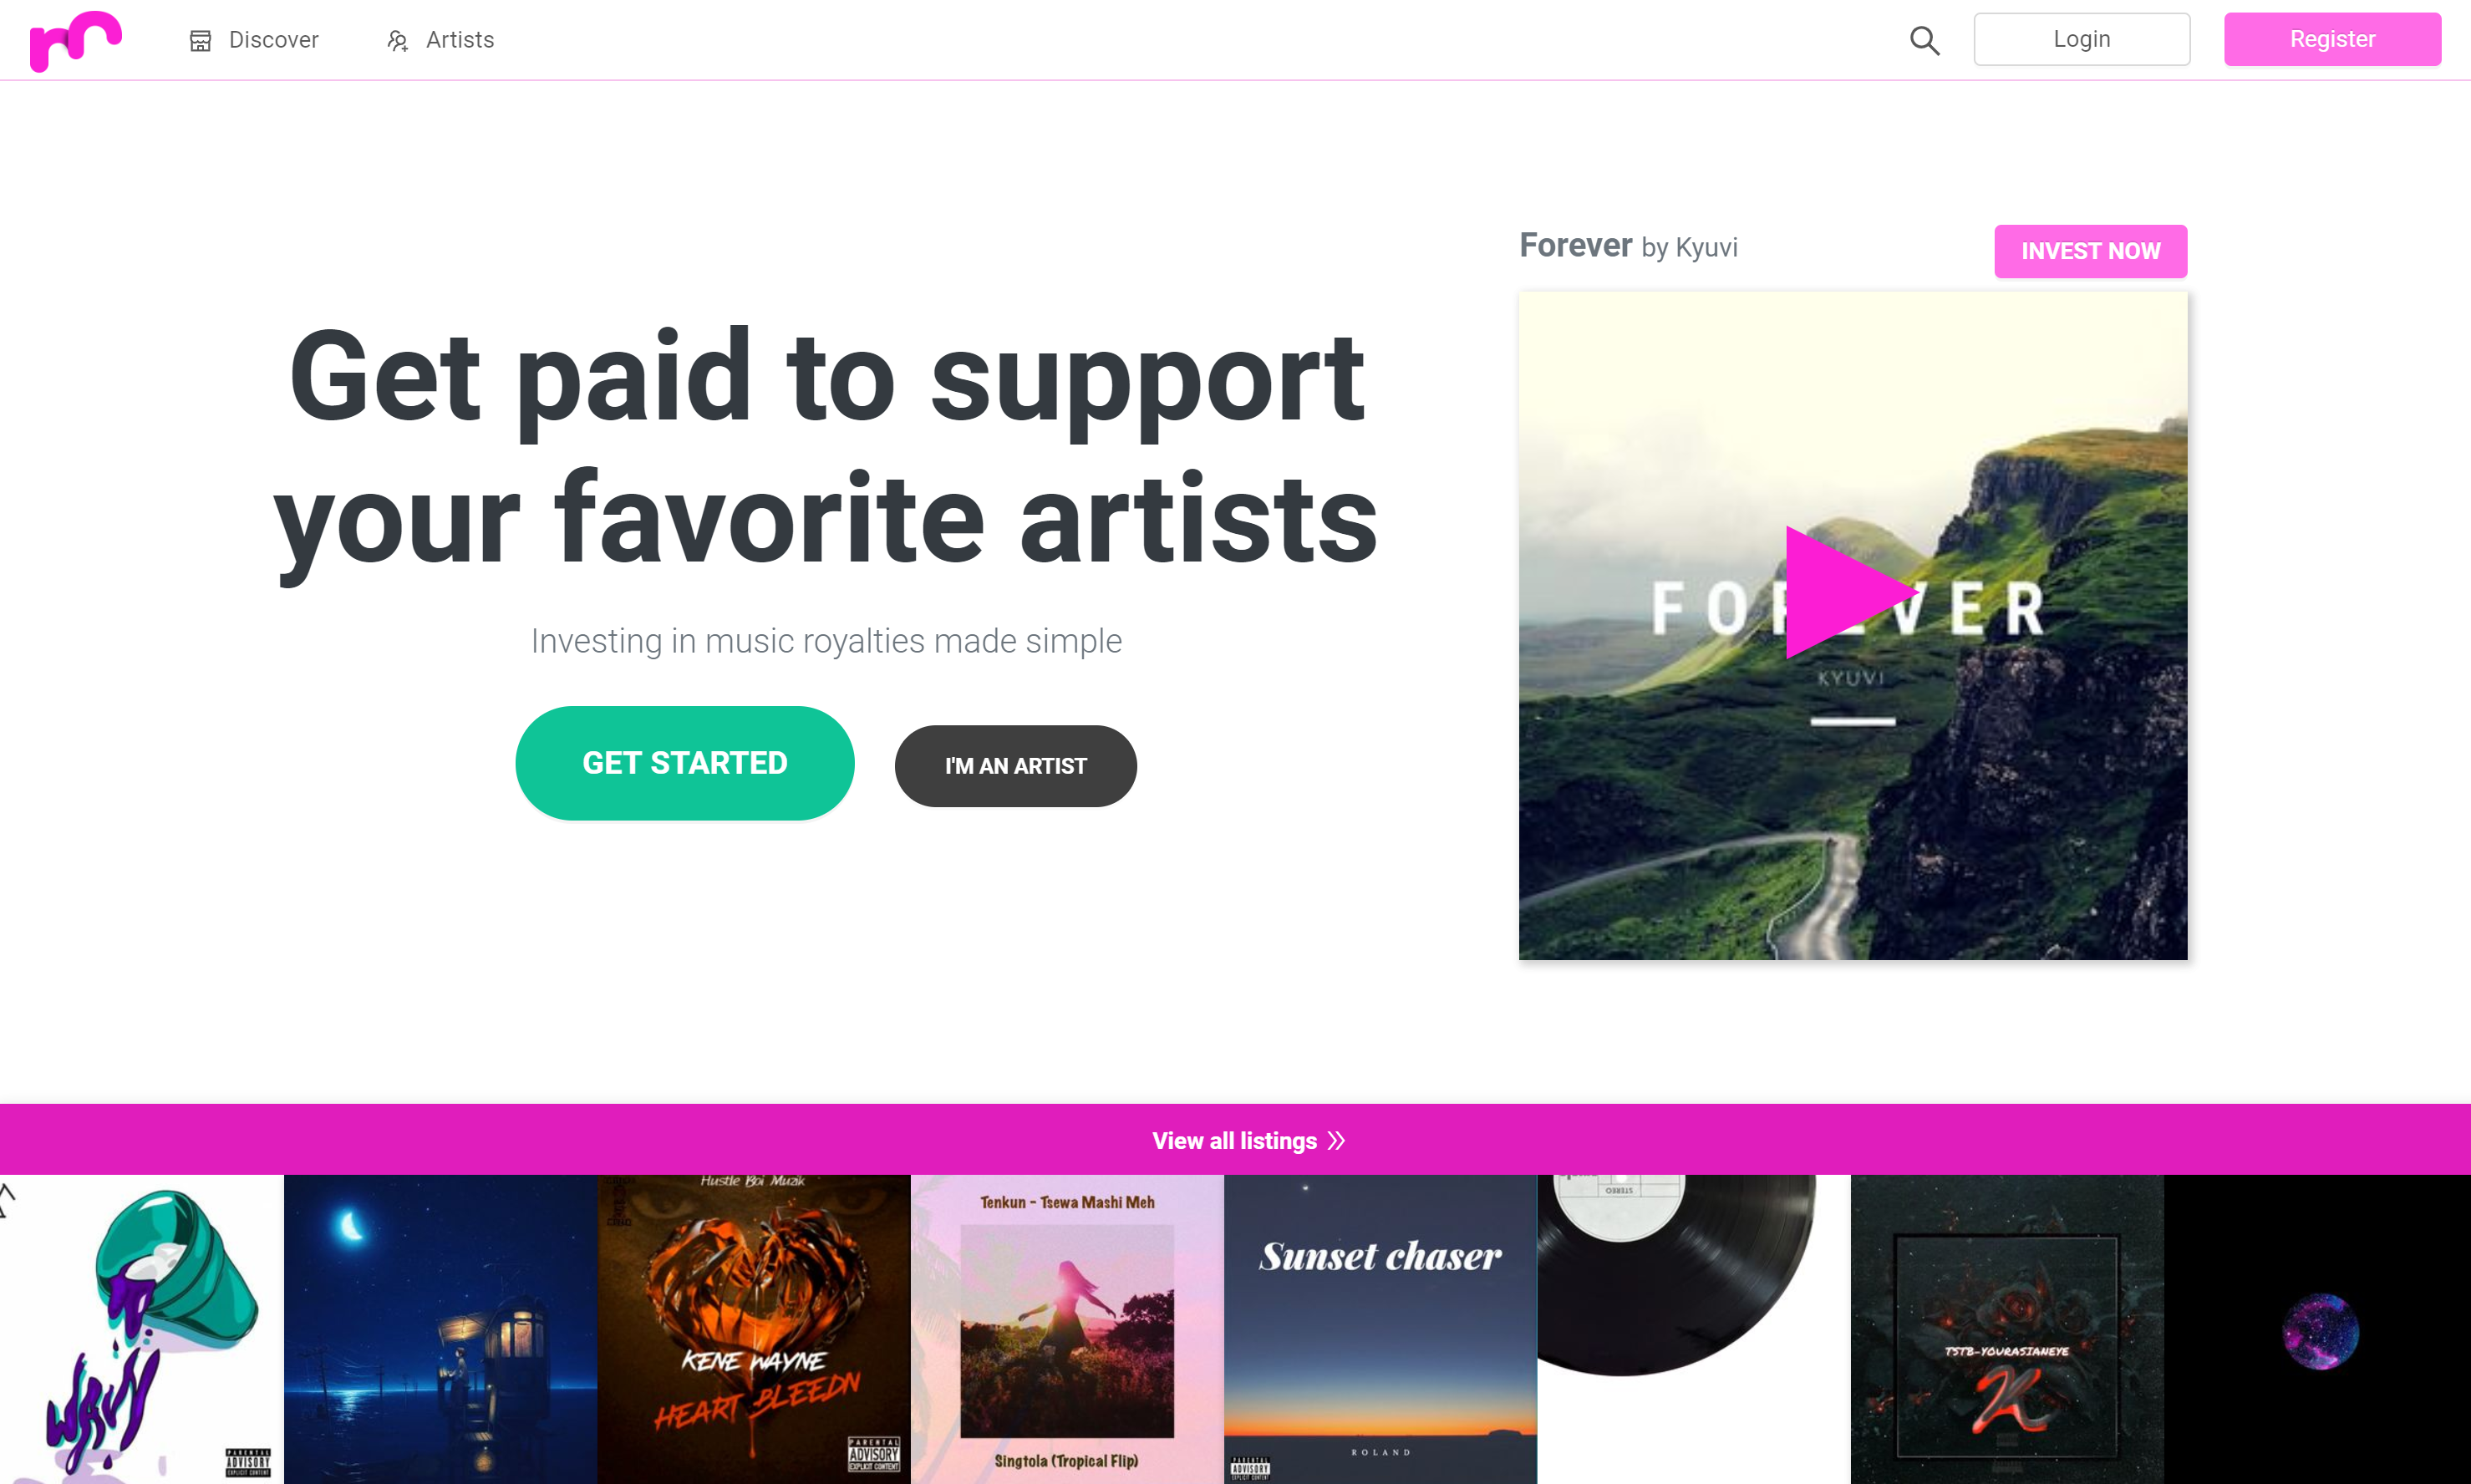 Discover
Artists
Login
Register
Get paid to support
your favorite artists
Investing in music royalties made simple
GET STARTED
I'M AN ARTIST
Forever by Kyuvi
INVEST NOW
FOREVER
KYUVI
View all listings
WAVY
PARENTAL
ADVISORY
EXPLICIT CONTENT
Hustle Boi Muzik
KENE WAYNE
HEART BLEEDN
PARENTAL
ADVISORY
EXPLICIT CONTENT
Tenkun - Tsewa Mashi Meh
Singtola (Tropical Flip)
Sunset chaser
ROLAND
PARENTAL
ADVISORY
EXPLICIT CONTENT
STEREO
TSTB-YOURASIANEYE